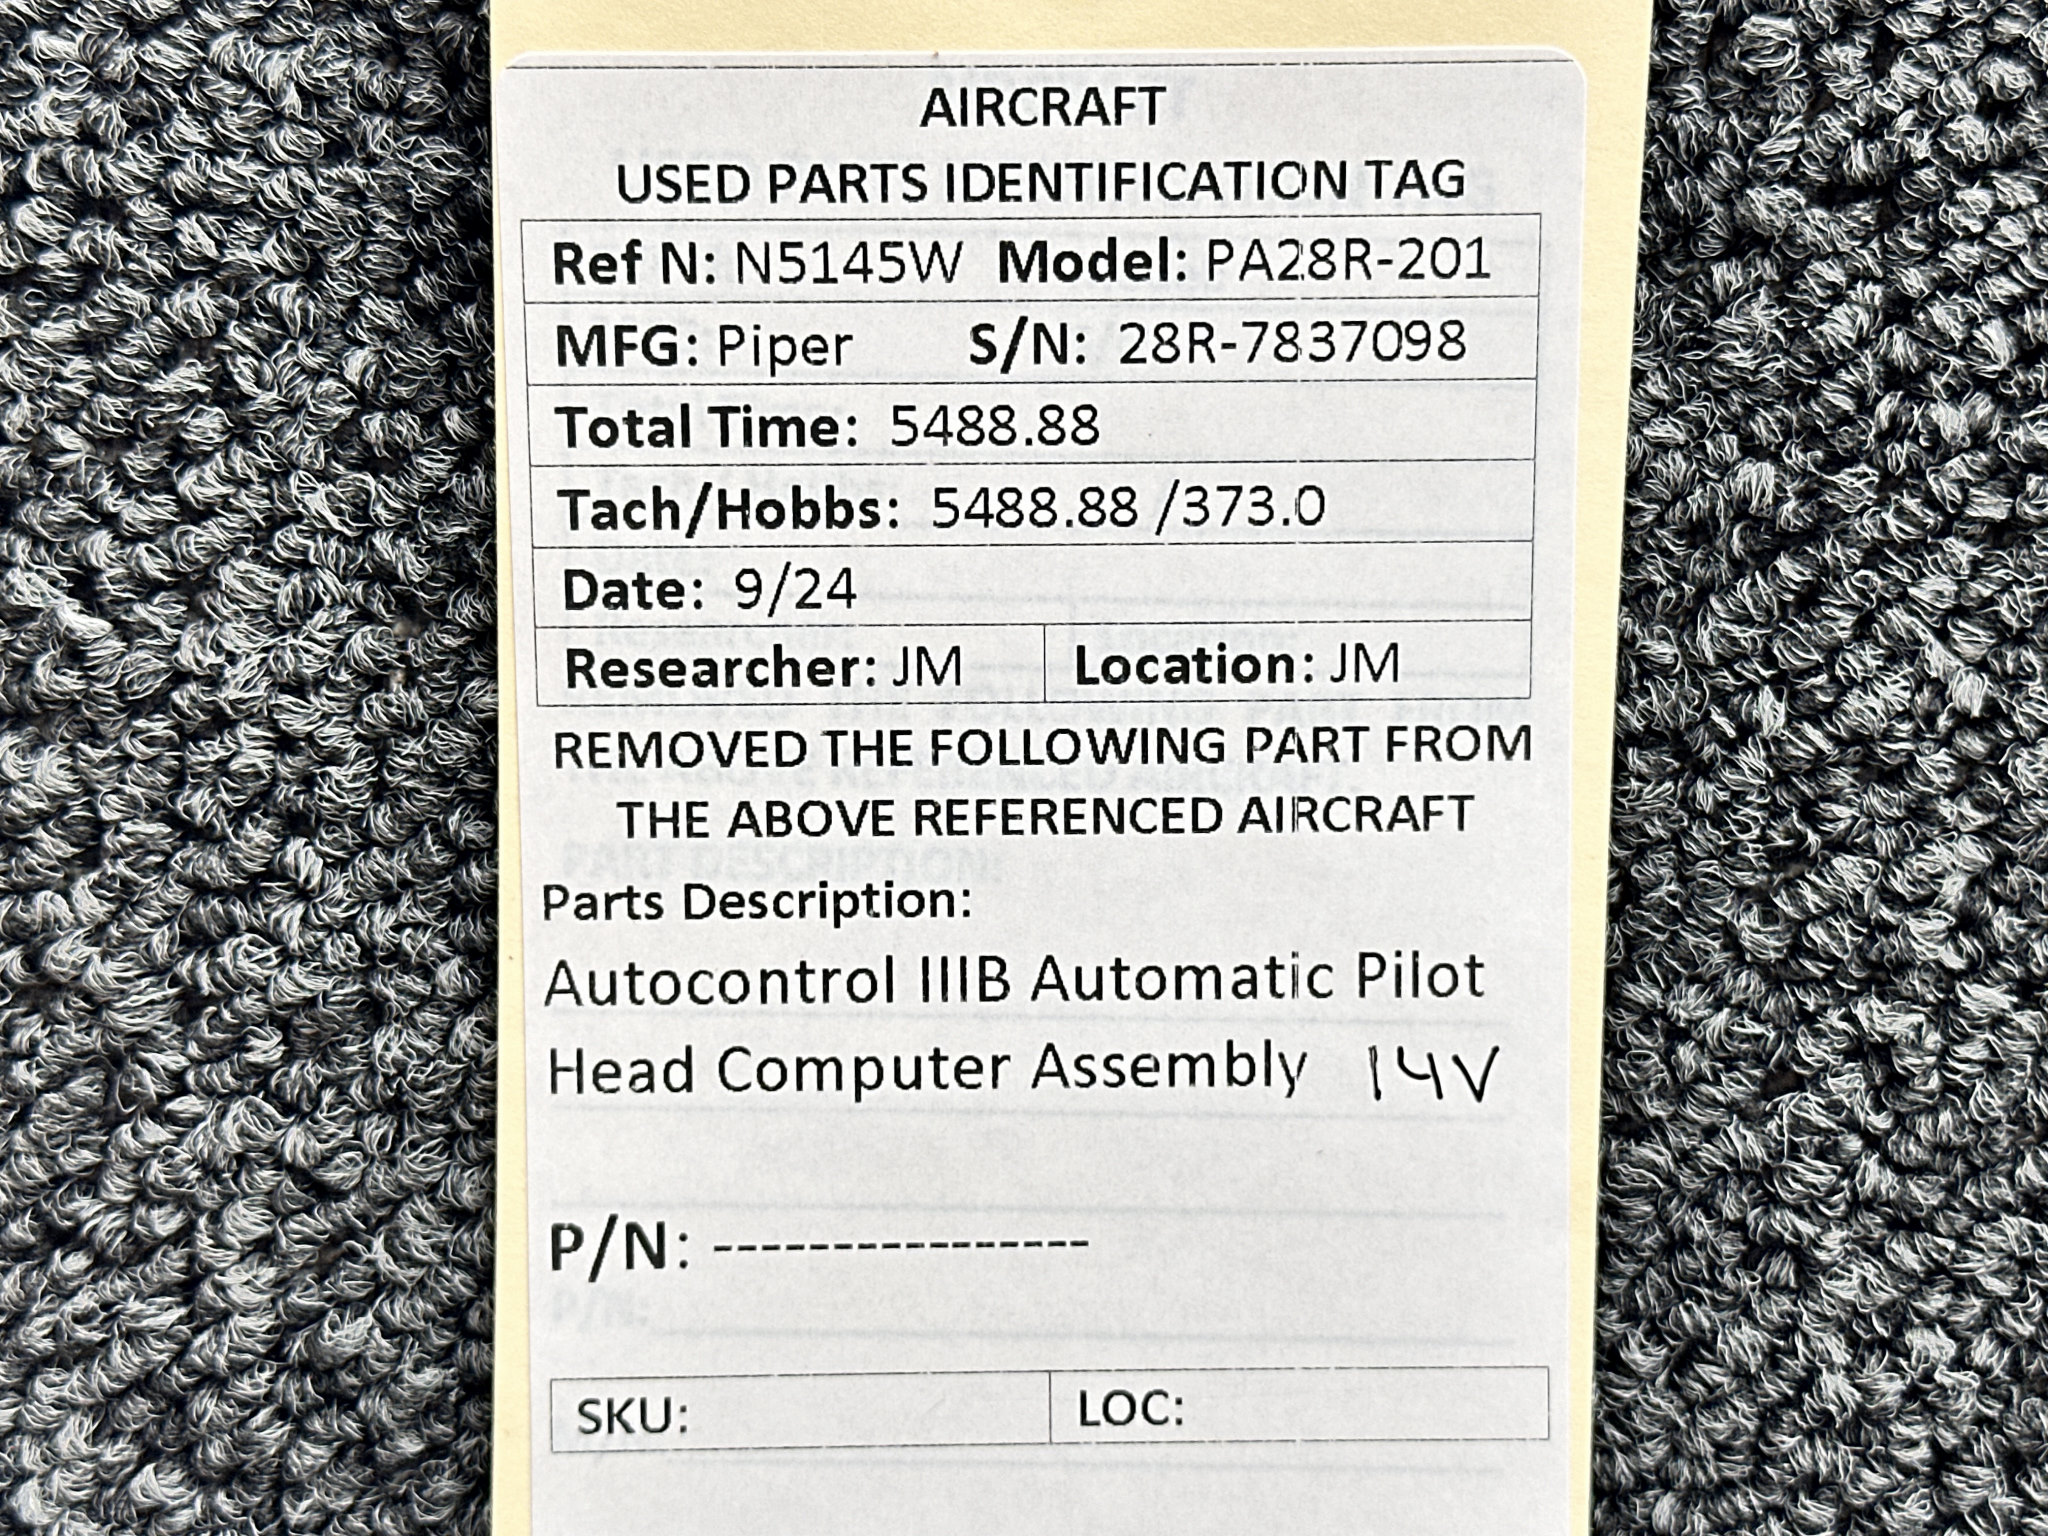 AIRCRAFT
USED PARTS IDENTIFICATION TAG
Ref N: N5145W Model: PA28R-201
MFG: Piper S/N: 28R-7837098
Total Time: 5488.88
Tach/Hobbs: 5488.88 /373.0
Date: 9/24
Researcher: JM Location: JM
REMOVED THE FOLLOWING PART FROM
THE ABOVE REFERENCED AIRCRAFT
Parts Description:
Autocontrol IIIB Automatic Pilot
Head Computer Assembly 14V
P/N: ----------------
SKU: LOC: